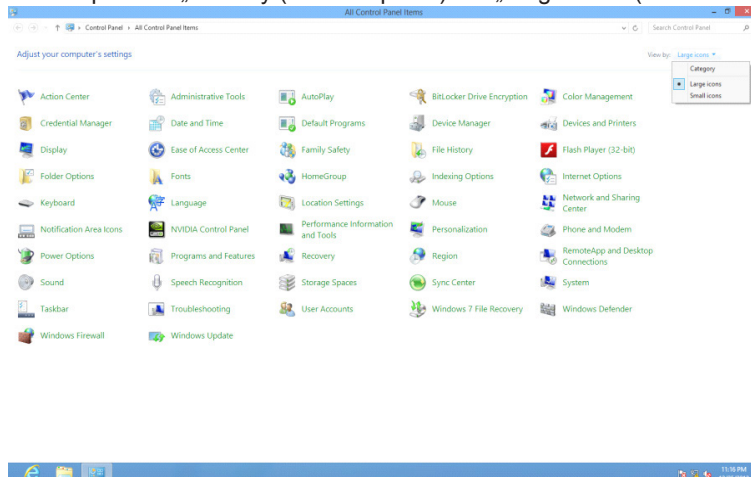 All Control Panel Items
Control Panel › All Control Panel Items
Search Control Panel
Adjust your computer's settings
View by: Large icons
Category
Large icons
Small icons
Action Center
Administrative Tools
AutoPlay
BitLocker Drive Encryption
Color Management
Credential Manager
Date and Time
Default Programs
Device Manager
Devices and Printers
Display
Ease of Access Center
Family Safety
File History
Flash Player (32-bit)
Folder Options
Fonts
HomeGroup
Indexing Options
Internet Options
Keyboard
Language
Location Settings
Mouse
Network and Sharing
Center
Notification Area Icons
NVIDIA Control Panel
Performance Information
and Tools
Personalization
Phone and Modem
Power Options
Programs and Features
Recovery
Region
RemoteApp and Desktop
Connections
Sound
Speech Recognition
Storage Spaces
Sync Center
System
Taskbar
Troubleshooting
User Accounts
Windows 7 File Recovery
Windows Defender
Windows Firewall
Windows Update
11:16 PM